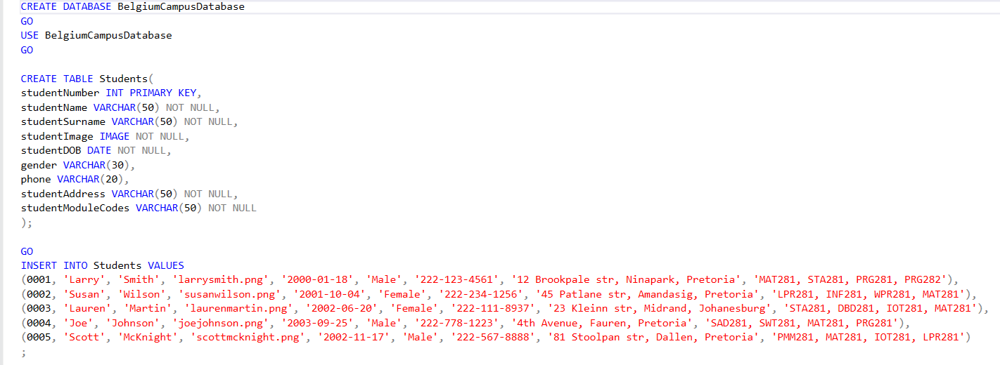 CREATE DATABASE BelgiumCampusDatabase
GO
USE BelgiumCampusDatabase
GO
CREATE TABLE Students(
studentNumber INT PRIMARY KEY,
studentName VARCHAR(50) NOT NULL,
studentSurname VARCHAR(50) NOT NULL,
studentImage IMAGE NOT NULL,
studentDOB DATE NOT NULL,
gender VARCHAR(30),
phone VARCHAR(20),
studentAddress VARCHAR(50) NOT NULL,
studentModuleCodes VARCHAR(50) NOT NULL
);
GO
INSERT INTO Students VALUES
(0001, 'Larry', 'Smith', 'larrysmith.png', '2000-01-18', 'Male', '222-123-4561', '12 Brookpale str, Ninapark, Pretoria', 'MAT281, STA281, PRG281, PRG282'),
(0002, 'Susan', 'Wilson', 'susanwilson.png', '2001-10-04', 'Female', '222-234-1256', '45 Patlane str, Amandasig, Pretoria', 'LPR281, INF281, WPR281, MAT281'),
(0003, 'Lauren', 'Martin', 'laurenmartin.png', '2002-06-20', 'Female', '222-111-8937', '23 Kleinn str, Midrand, Johanesburg', 'STA281, DBD281, IOT281, MAT281'),
(0004, 'Joe', 'Johnson', 'joejohnson.png', '2003-09-25', 'Male', '222-778-1223', '4th Avenue, Fauren, Pretoria', 'SAD281, SWT281, MAT281, PRG281'),
(0005, 'Scott', 'McKnight', 'scottmcknight.png', '2002-11-17', 'Male', '222-567-8888', '81 Stoolpan str, Dallen, Pretoria', 'PMM281, MAT281, IOT281, LPR281')
;